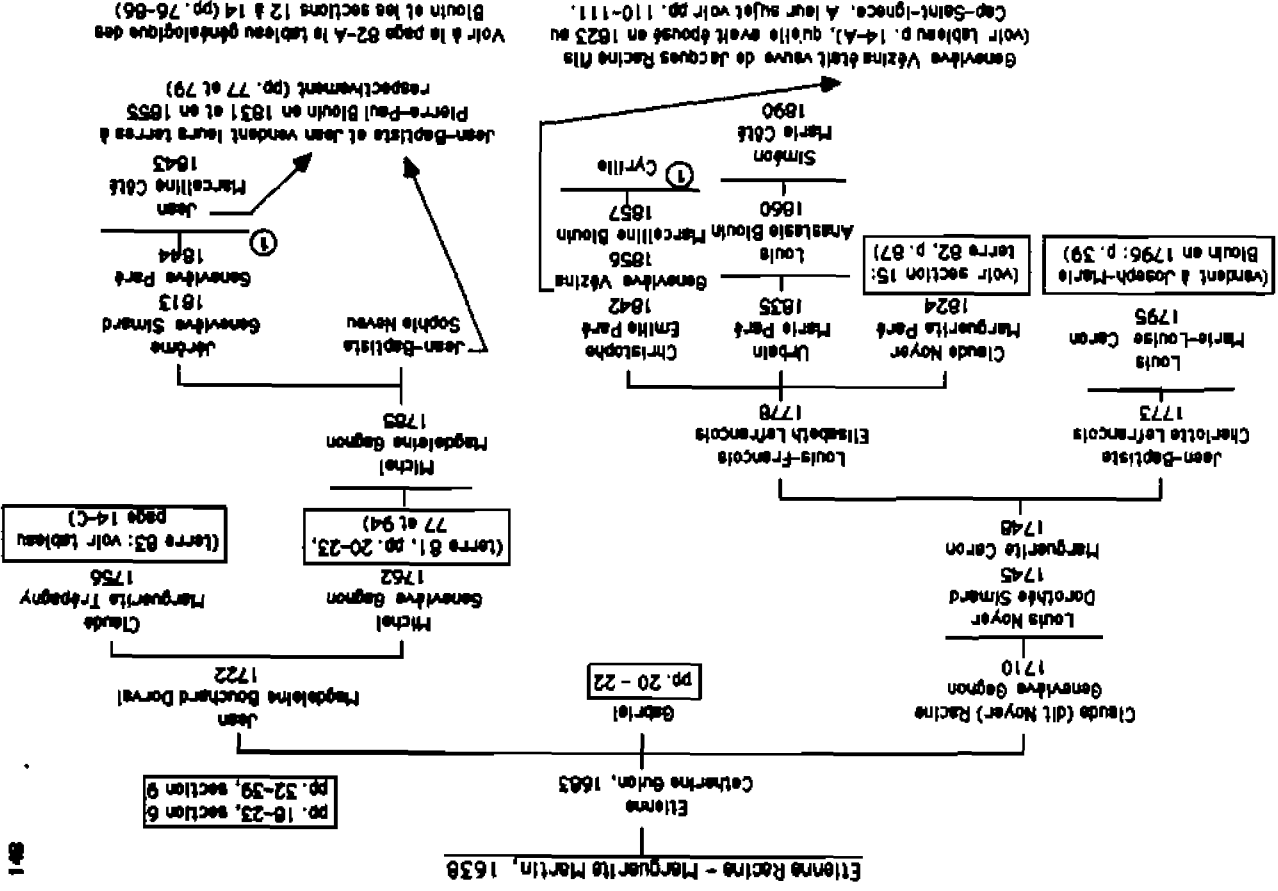 14B
Etienne Racine - Marguerite Martin, 1638
Etienne
Catherine Guion, 1683
pp. 18-23, section 6
pp. 32-39, section 9
Claude (dit Noyer) Racine
Geneviève Gagnon
1710
Gabriel
pp. 20 - 22
Jean
Magdeleine Bouchard Dorval
1722
Louis Noyer
Dorothée Simard
1745
Marguerite Caron
1748
Michel
Geneviève Gagnon
1762
(terre 81, pp. 20-23,
77 et 94)
Claude
Marguerite Trépagny
1756
(terre 83: voir tableau
page 14-C)
Jean-Baptiste
Charlotte Lefrançois
1773
Louis-François
Elisabeth Lefrançois
1778
Michel
Magdeleine Gagnon
1785
Louis
Marie-Louise Caron
1795
(vendent à Joseph-Marie
Blouin en 1796: p. 39)
Claude Noyer
Marguerite Paré
1824
(voir section 15:
terre 82, p. 87)
Urbain
Marie Paré
1835
Christophe
Emilie Paré
1842
Geneviève Vézina
1856
Marcelline Blouin
1857
Jean-Baptiste
Sophie Neveu
Jérôme
Geneviève Simard
1813
Geneviève Paré
1844
Louis
Anastasie Blouin
1860
1
Cyrille
1
Jean
Marcelline Côté
1843
Siméon
Marie Côté
1890
Jean-Baptiste et Jean vendent leurs terres à
Pierre-Paul Blouin en 1831 et en 1855
respectivement (pp. 77 et 79)
Geneviève Vézina était veuve de Jacques Racine fils
(voir tableau p. 14-A), qu'elle avait épousé en 1823 au
Cap-Saint-Ignace. A leur sujet voir pp. 110-111.
Voir à la page 82-A le tableau généalogique des
Blouin et les sections 12 à 14 (pp. 76-86)